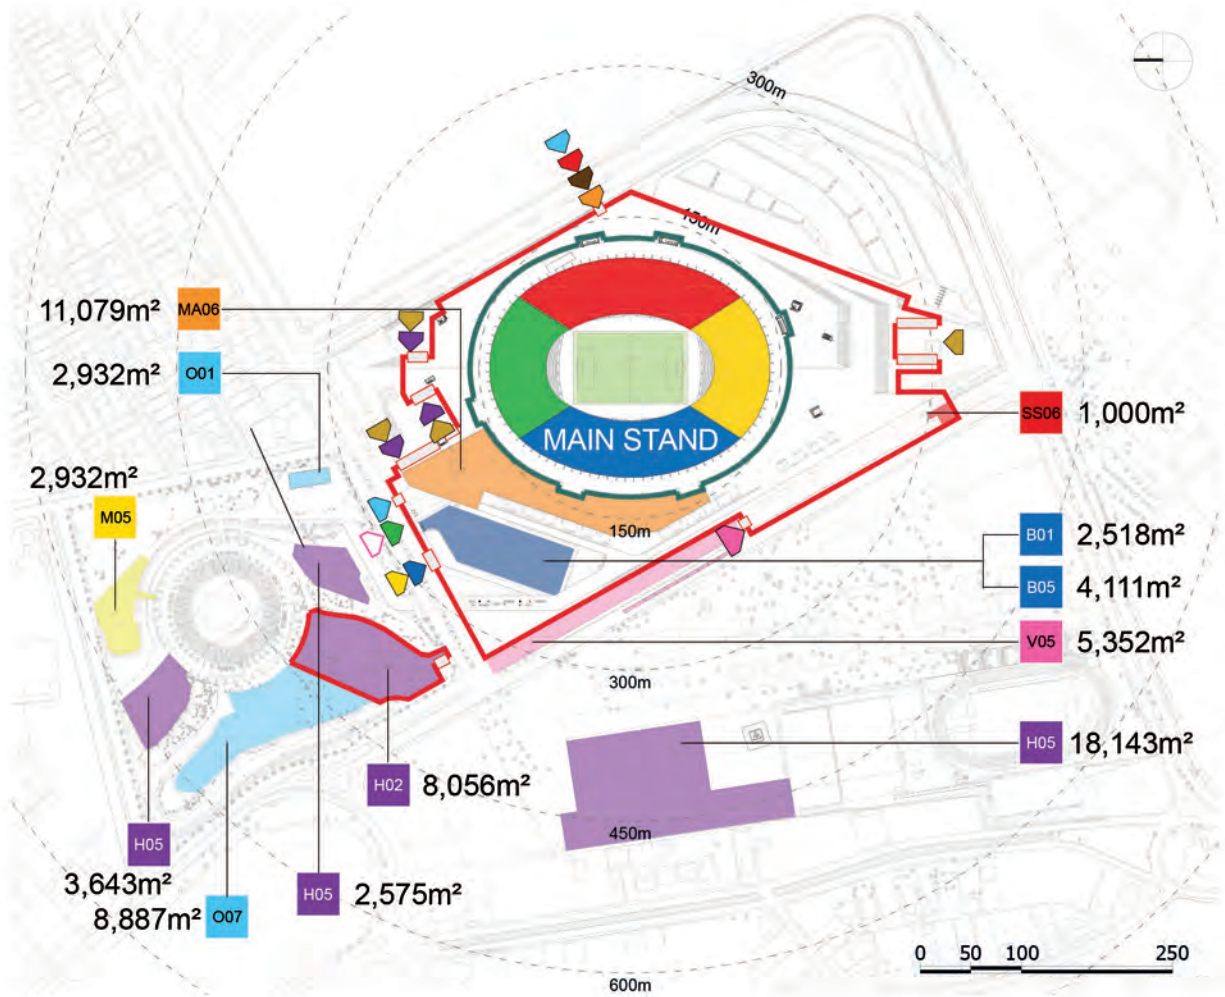 300m
150m
11,079m² MA06
2,932m² O01
MAIN STAND
SS06 1,000m²
2,932m²
M05
150m
B01 2,518m²
B05 4,111m²
V05 5,352m²
300m
H05 18,143m²
H02 8,056m²
450m
H05
3,643m²
H05 2,575m²
8,887m² O07
0 50 100 250
600m